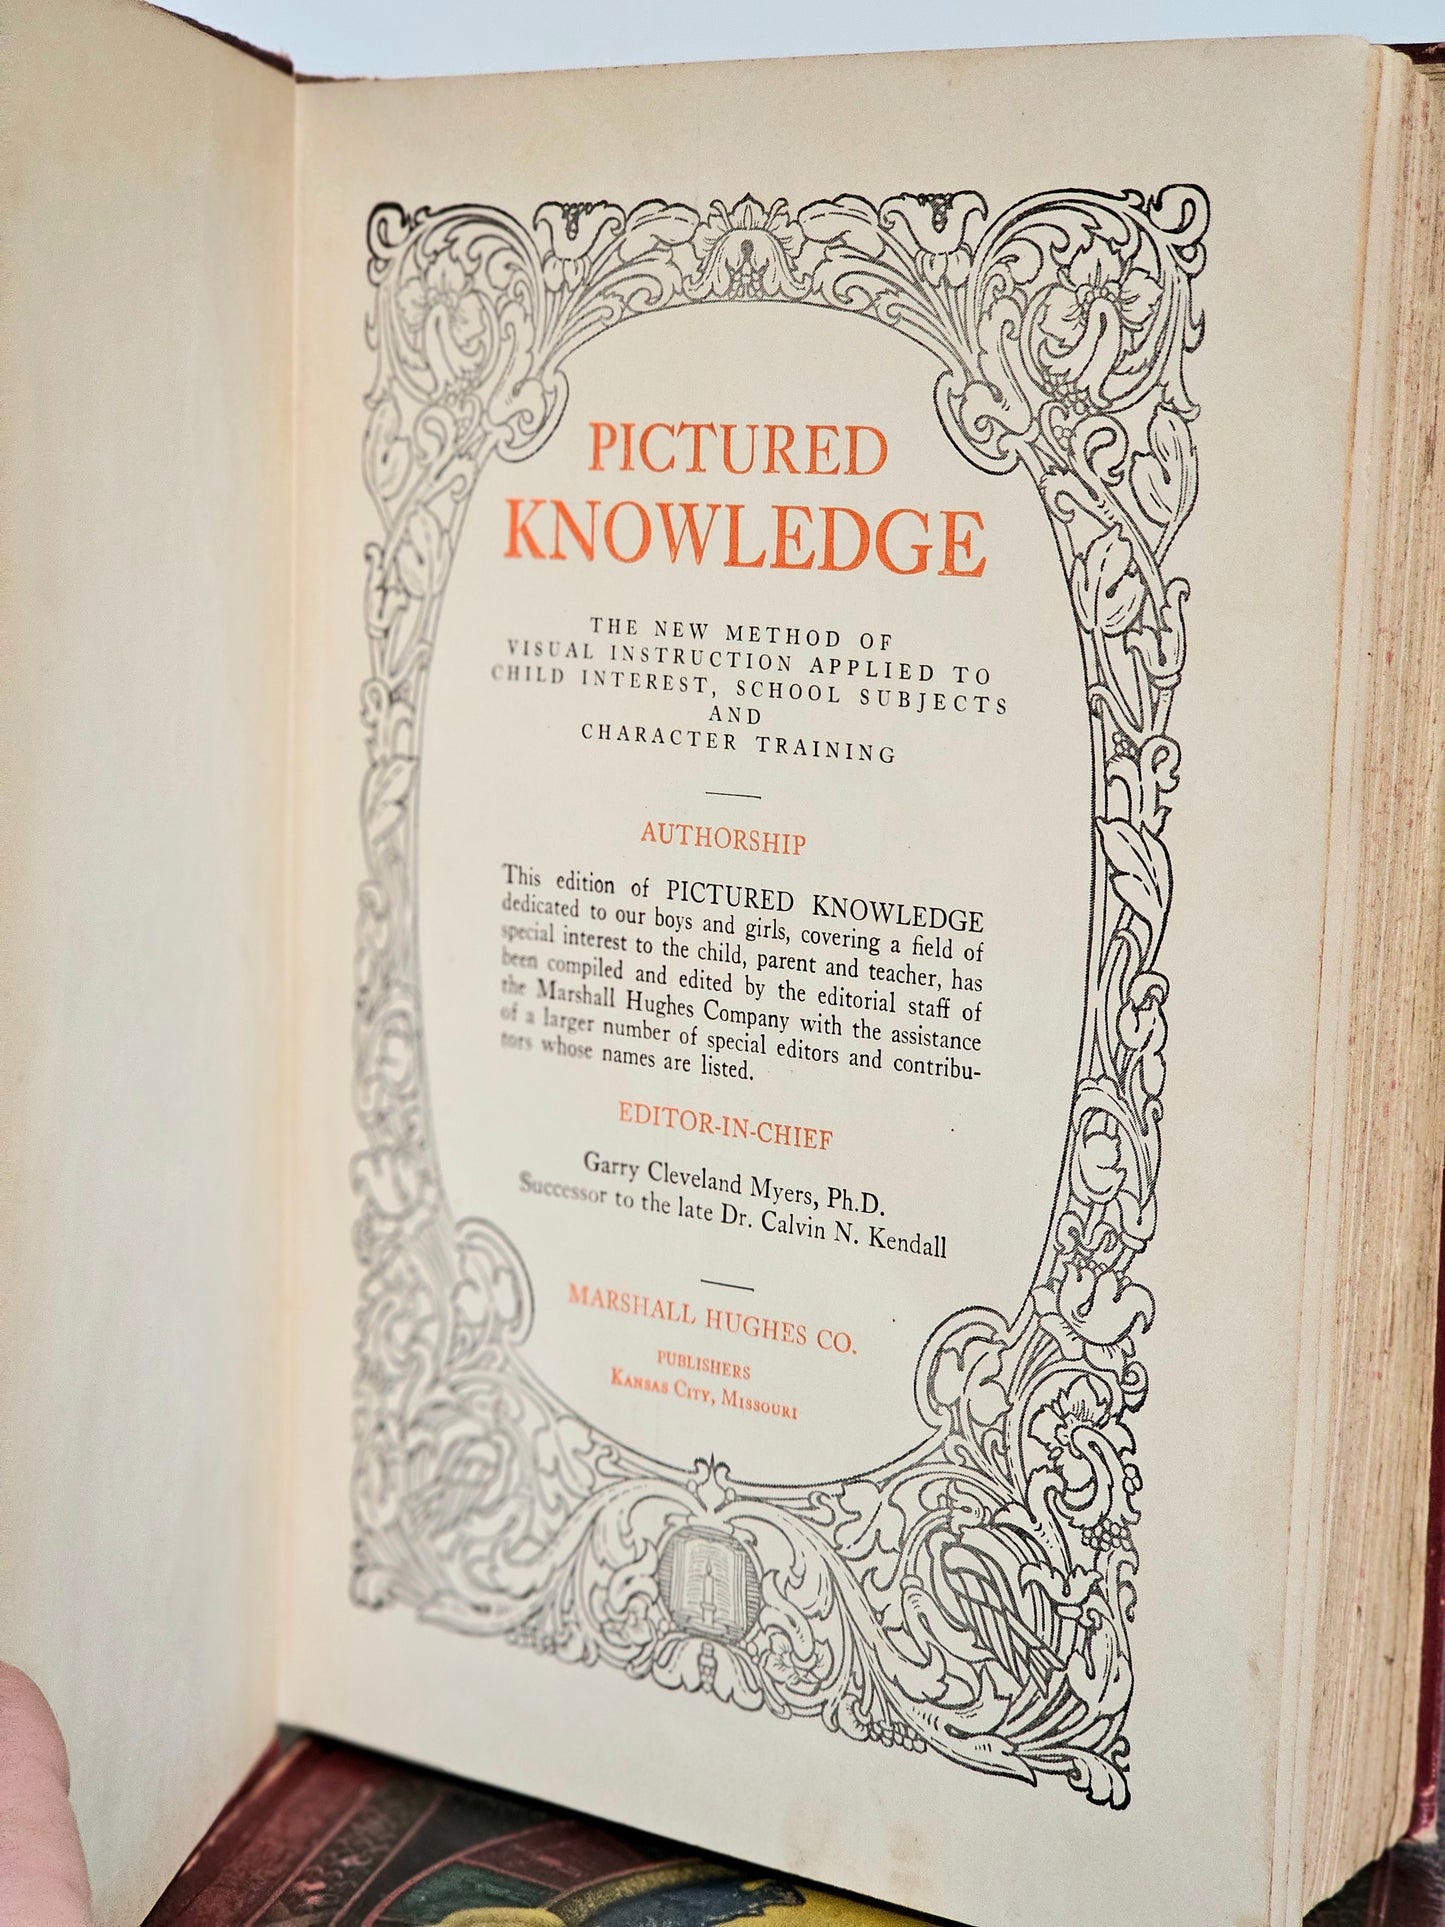 PICTURED
KNOWLEDGE
THE NEW METHOD OF
VISUAL INSTRUCTION APPLIED TO
CHILD INTEREST, SCHOOL SUBJECTS
AND
CHARACTER TRAINING
AUTHORSHIP
This edition of PICTURED KNOWLEDGE
dedicated to our boys and girls, covering a field of
special interest to the child, parent and teacher, has
been compiled and edited by the editorial staff of
the Marshall Hughes Company with the assistance
of a larger number of special editors and contribu-
tors whose names are listed.
EDITOR-IN-CHIEF
Garry Cleveland Myers, Ph.D.
Successor to the late Dr. Calvin N. Kendall
MARSHALL HUGHES CO.
PUBLISHERS
KANSAS CITY, MISSOURI